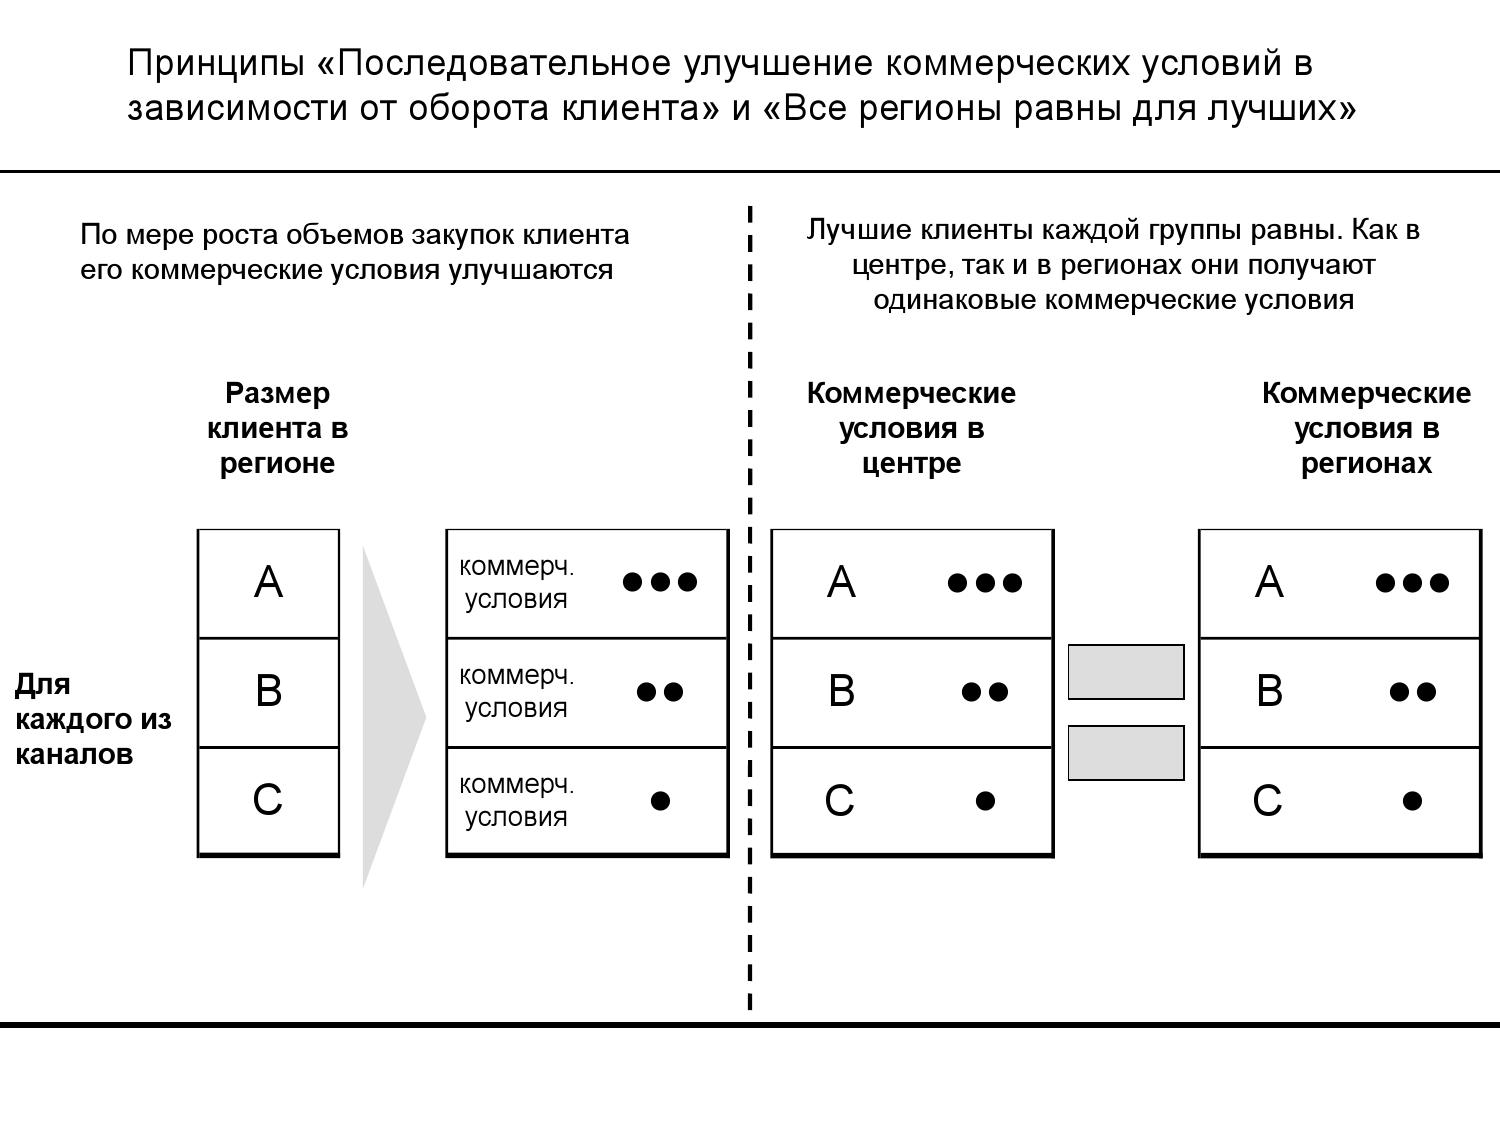 Принципы «Последовательное улучшение коммерческих условий в
зависимости от оборота клиента» и «Все регионы равны для лучших»
По мере роста объемов закупок клиента
его коммерческие условия улучшаются
Размер
клиента в
регионе
Для
каждого из
каналов
A
B
C
коммерч.
условия
●●●
коммерч.
условия
●●
коммерч.
условия
●
Лучшие клиенты каждой группы равны. Как в
центре, так и в регионах они получают
одинаковые коммерческие условия
Коммерческие
условия в
центре
A ●●●
B ●●
C ●
Коммерческие
условия в
регионах
A ●●●
B ●●
C ●